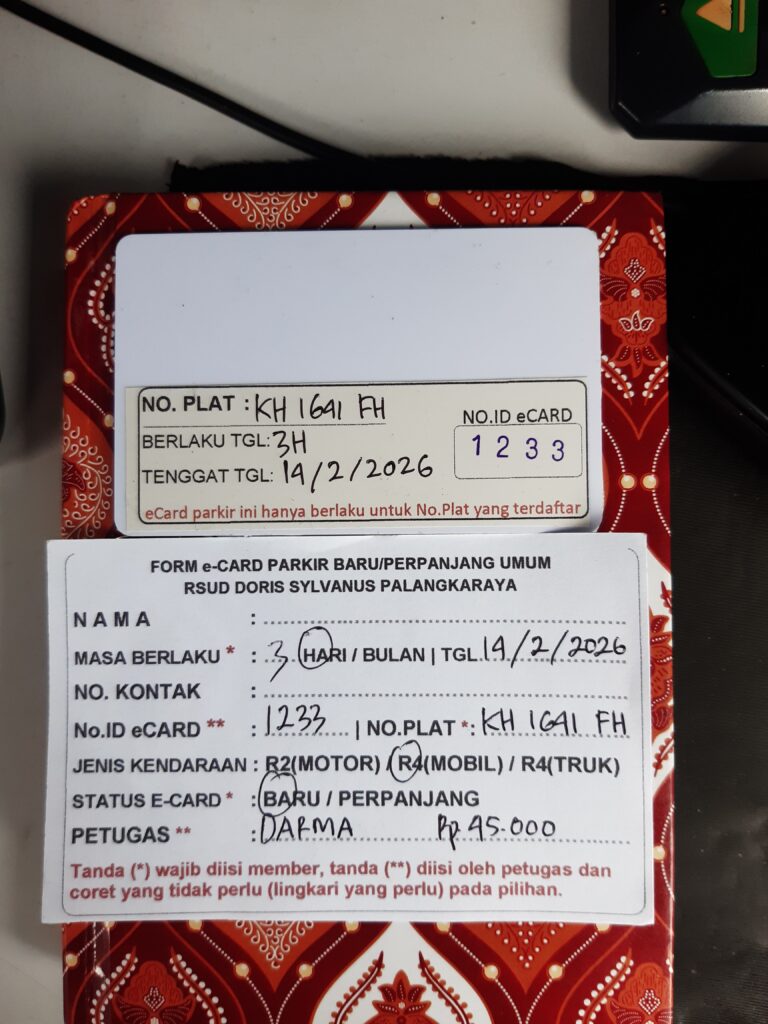 NO. PLAT : KH 1641 FH
BERLAKU TGL: 3H
NO.ID eCARD
1 2 3 3
TENGGAT TGL: 14/2/2026
eCard parkir ini hanya berlaku untuk No.Plat yang terdaftar
FORM e-CARD PARKIR BARU/PERPANJANG UMUM
RSUD DORIS SYLVANUS PALANGKARAYA
N A M A :
MASA BERLAKU * : 3 HARI / BULAN | TGL 14/2/2026
NO. KONTAK :
No.ID eCARD ** : 1233 | NO.PLAT *: KH 1641 FH
JENIS KENDARAAN : R2(MOTOR) / R4(MOBIL) / R4(TRUK)
STATUS E-CARD * : BARU / PERPANJANG
PETUGAS ** : DARMA Rp 45.000
Tanda (*) wajib diisi member, tanda (**) diisi oleh petugas dan
coret yang tidak perlu (lingkari yang perlu) pada pilihan.